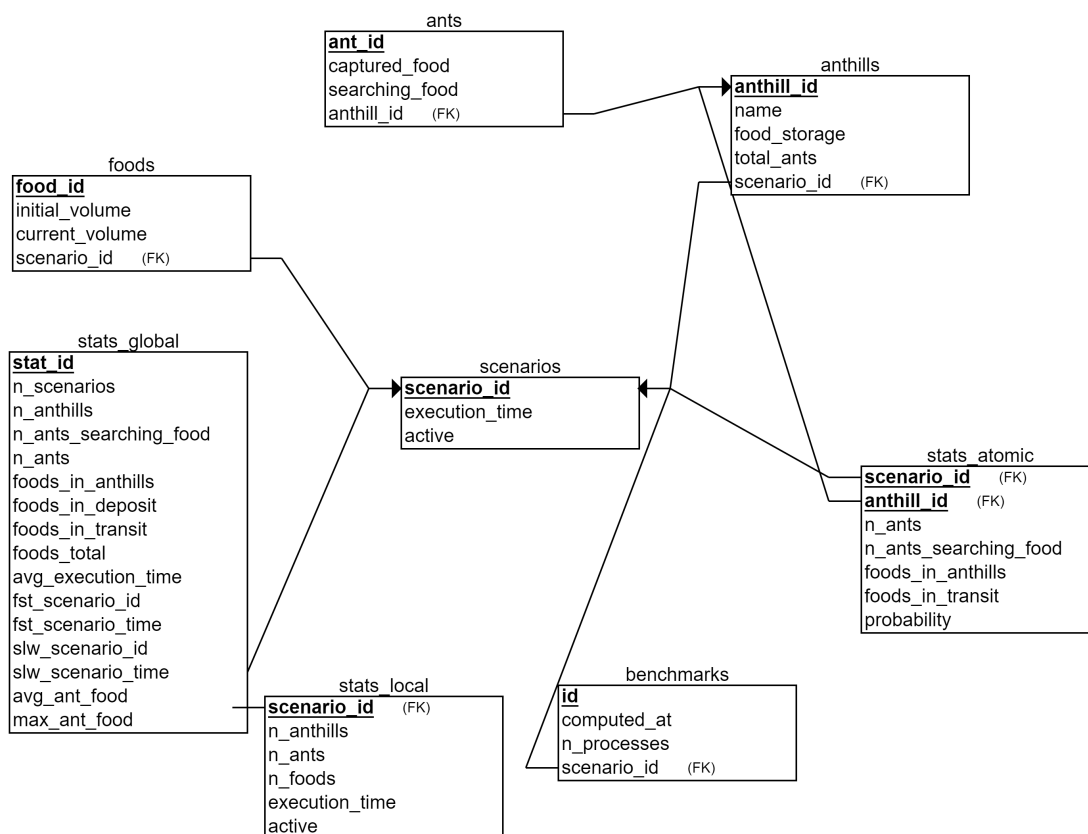 ants
ant_id
captured_food
searching_food
anthill_id (FK)
anthills
anthill_id
name
food_storage
total_ants
scenario_id (FK)
foods
food_id
initial_volume
current_volume
scenario_id (FK)
stats_global
stat_id
n_scenarios
n_anthills
n_ants_searching_food
n_ants
foods_in_anthills
foods_in_deposit
foods_in_transit
foods_total
avg_execution_time
fst_scenario_id
fst_scenario_time
slw_scenario_id
slw_scenario_time
avg_ant_food
max_ant_food
scenarios
scenario_id
execution_time
active
stats_atomic
scenario_id (FK)
anthill_id (FK)
n_ants
n_ants_searching_food
foods_in_anthills
foods_in_transit
probability
stats_local
scenario_id (FK)
n_anthills
n_ants
n_foods
execution_time
active
benchmarks
id
computed_at
n_processes
scenario_id (FK)